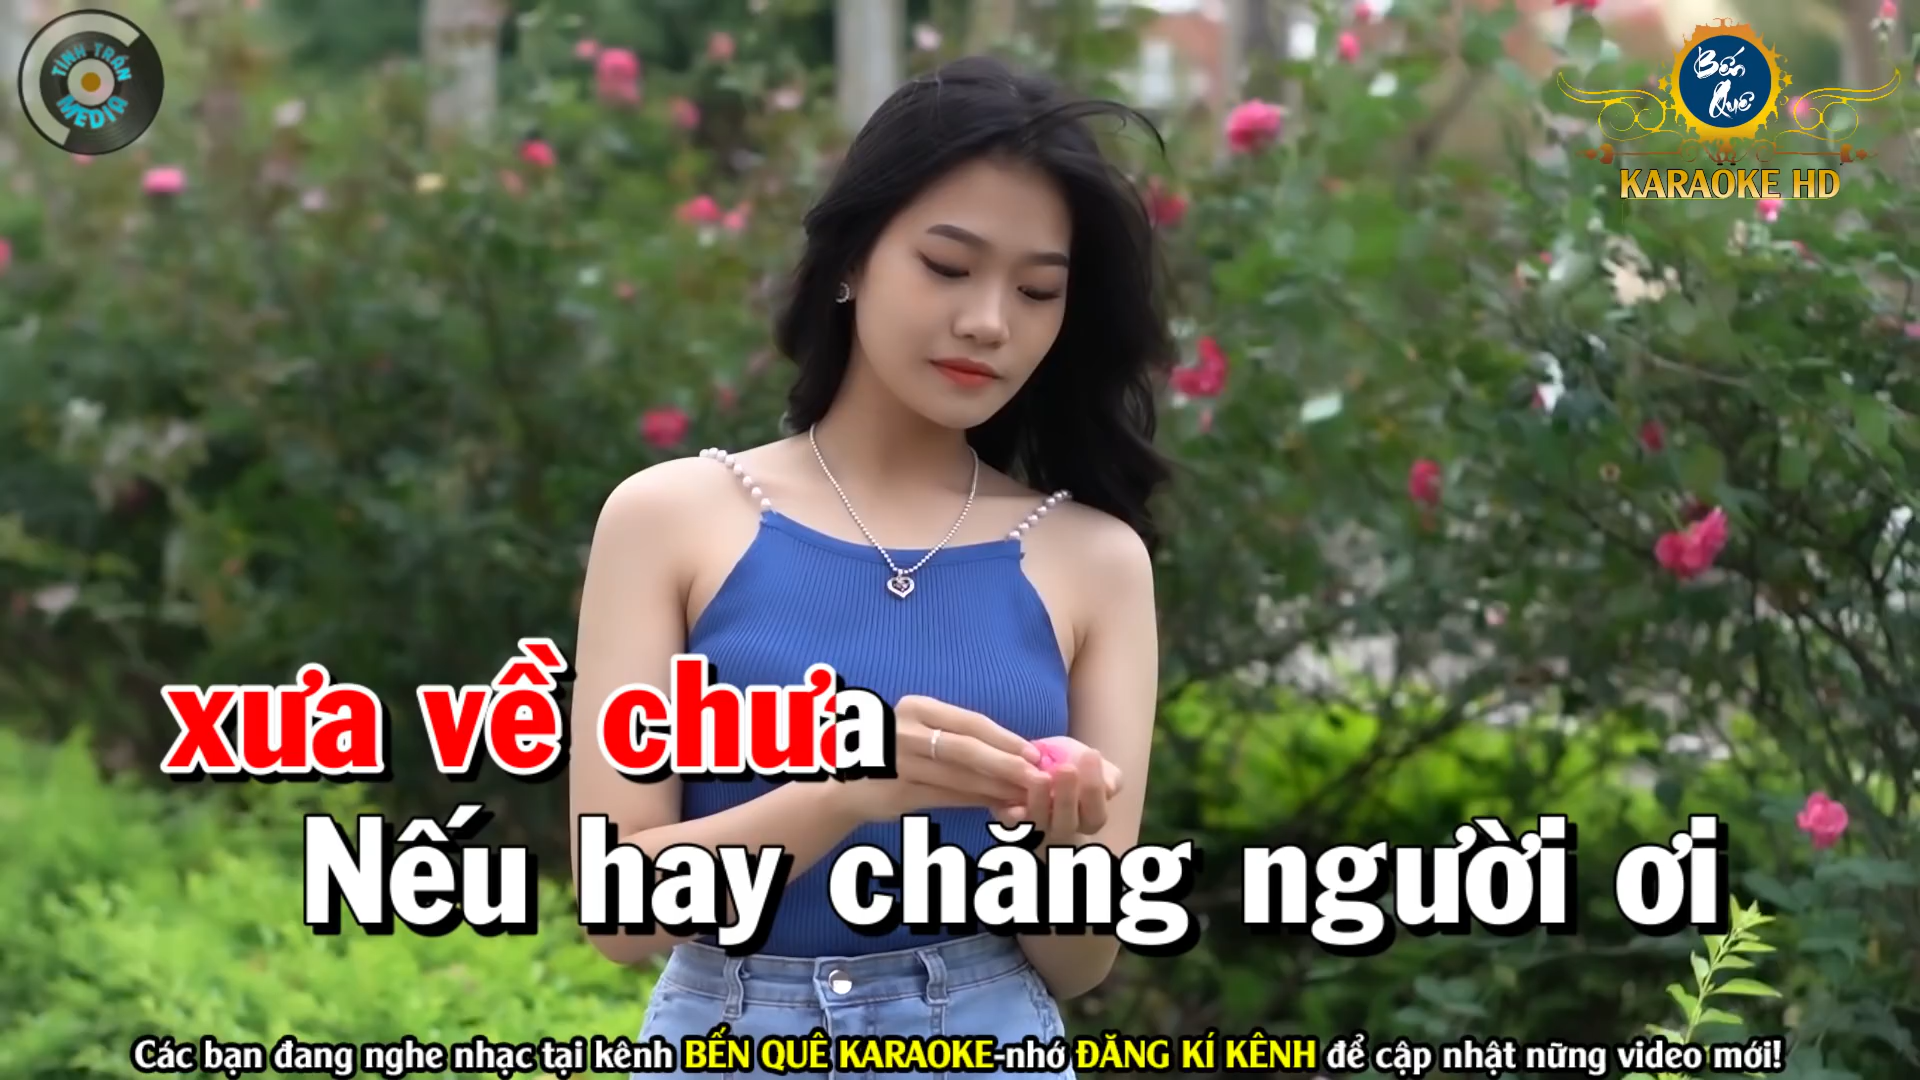 TÌNH TRẦN
MEDIA
Bến
Quê
KARAOKE HD
xưa về chưa
Nếu hay chăng người ơi
Các bạn đang nghe nhạc tại kênh BẾN QUÊ KARAOKE-nhớ ĐĂNG KÍ KÊNH để cập nhật nững video mới!